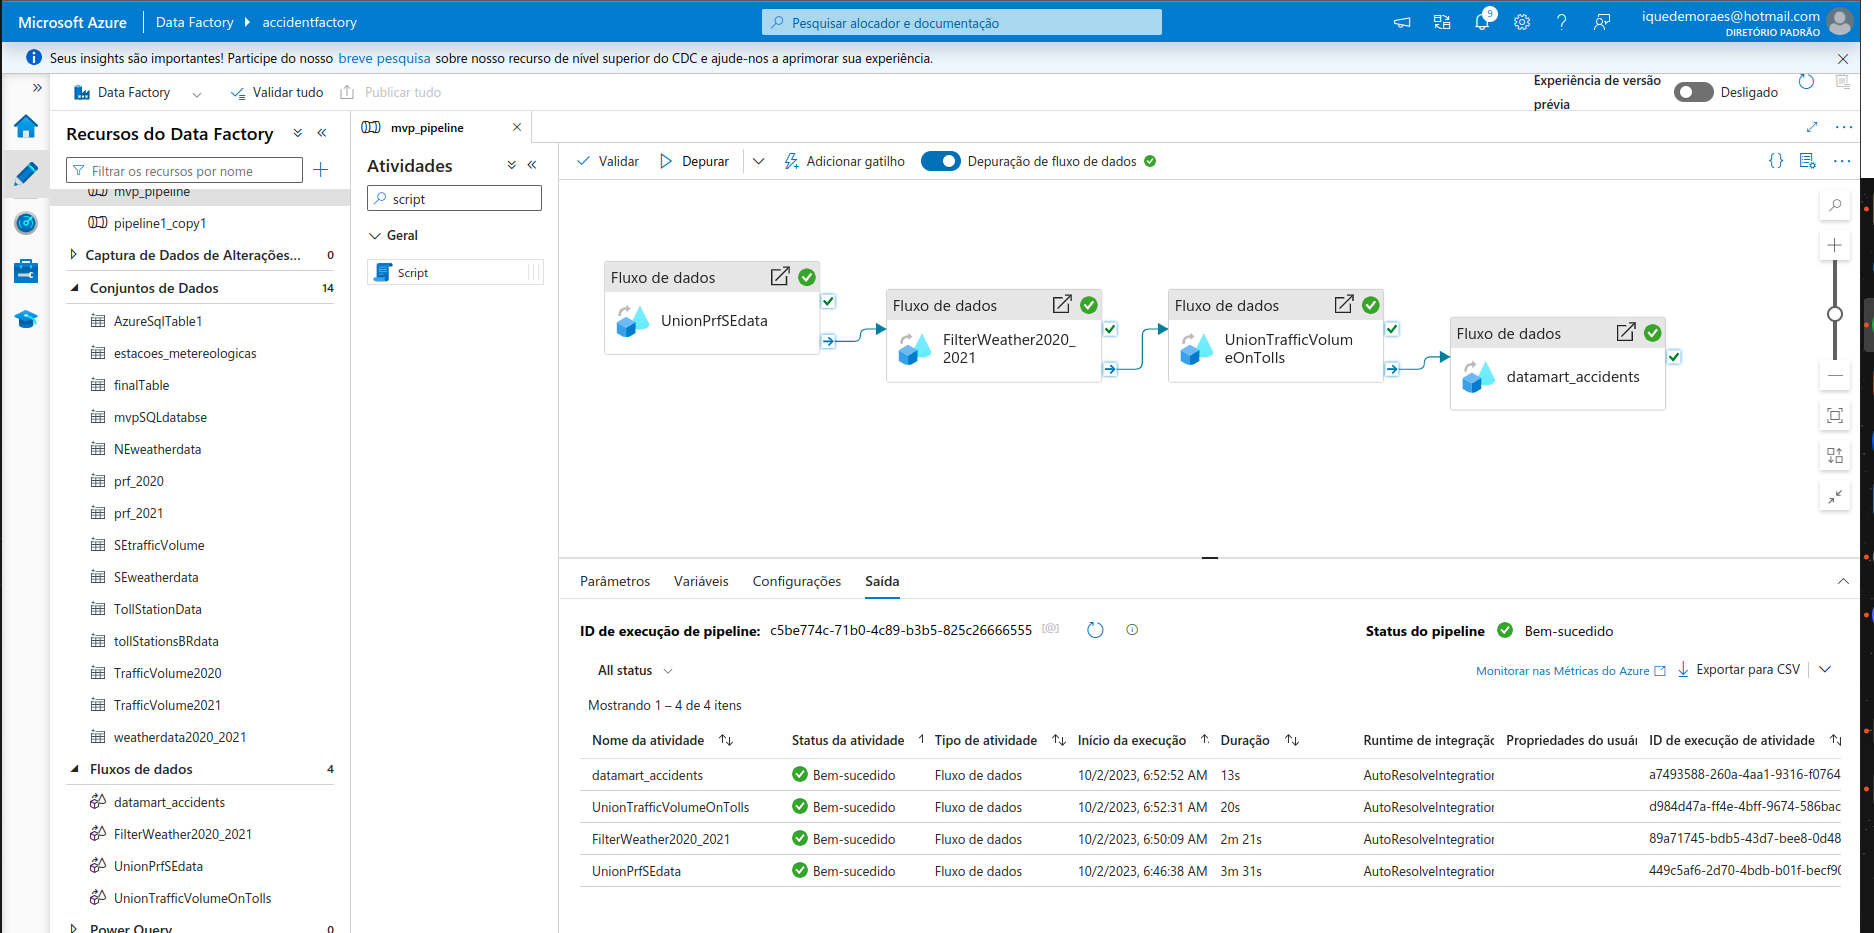 Microsoft Azure
Data Factory
accidentfactory
Pesquisar alocador e documentação
9
iquedemoraes@hotmail.com
DIRETÓRIO PADRÃO
Seus insights são importantes! Participe do nosso breve pesquisa sobre nosso recurso de nível superior do CDC e ajude-nos a aprimorar sua experiência.
Data Factory
Validar tudo
Publicar tudo
Experiência de versão
prévia
Desligado
Recursos do Data Factory
Filtrar os recursos por nome
mvp_pipeline
pipeline1_copy1
Captura de Dados de Alterações... 0
Conjuntos de Dados 14
AzureSqlTable1
estacoes_metereologicas
finalTable
mvpSQLdatabse
NEweatherdata
prf_2020
prf_2021
SEtrafficVolume
SEweatherdata
TollStationData
tollStationsBRdata
TrafficVolume2020
TrafficVolume2021
weatherdata2020_2021
Fluxos de dados 4
datamart_accidents
FilterWeather2020_2021
UnionPrfSEdata
UnionTrafficVolumeOnTolls
Power Query 0
mvp_pipeline
Atividades
script
Geral
Script
Validar
Depurar
Adicionar gatilho
Depuração de fluxo de dados
Fluxo de dados
UnionPrfSEdata
Fluxo de dados
FilterWeather2020_
2021
Fluxo de dados
UnionTrafficVolum
eOnTolls
Fluxo de dados
datamart_accidents
Parâmetros
Variáveis
Configurações
Saída
ID de execução de pipeline: c5be774c-71b0-4c89-b3b5-825c26666555
Status do pipeline Bem-sucedido
All status
Monitorar nas Métricas do Azure
Exportar para CSV
Mostrando 1 – 4 de 4 itens
Nome da atividade Status da atividade Tipo de atividade Início da execução Duração Runtime de integração Propriedades do usuár ID de execução de atividade
datamart_accidents Bem-sucedido Fluxo de dados 10/2/2023, 6:52:52 AM 13s AutoResolveIntegration a7493588-260a-4aa1-9316-f0764
UnionTrafficVolumeOnTolls Bem-sucedido Fluxo de dados 10/2/2023, 6:52:31 AM 20s AutoResolveIntegration d984d47a-ff4e-4bff-9674-586bac
FilterWeather2020_2021 Bem-sucedido Fluxo de dados 10/2/2023, 6:50:09 AM 2m 21s AutoResolveIntegration 89a71745-bdb5-43d7-bee8-0d48
UnionPrfSEdata Bem-sucedido Fluxo de dados 10/2/2023, 6:46:38 AM 3m 31s AutoResolveIntegration 449c5af6-2d70-4bdb-b01f-becf90